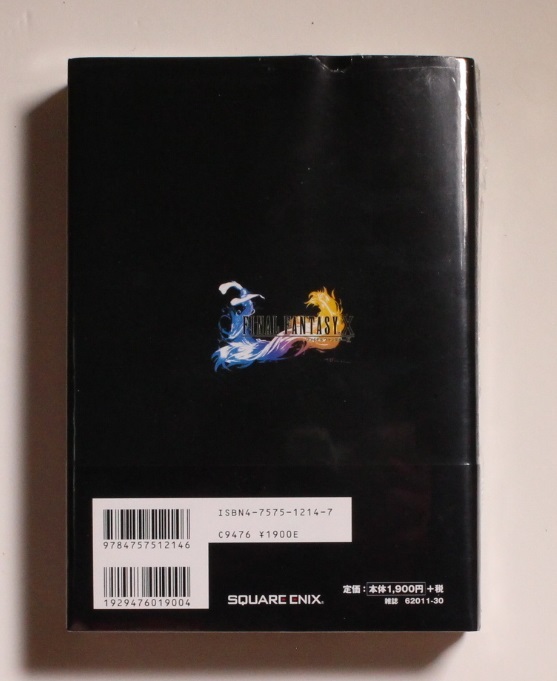 FINAL FANTASY X
ISBN4-7575-1214-7
C9476 ¥1900E
9784757512146
1929476019004
SQUARE ENIX®
定価：本体1,900円＋税
雑誌 62011-30